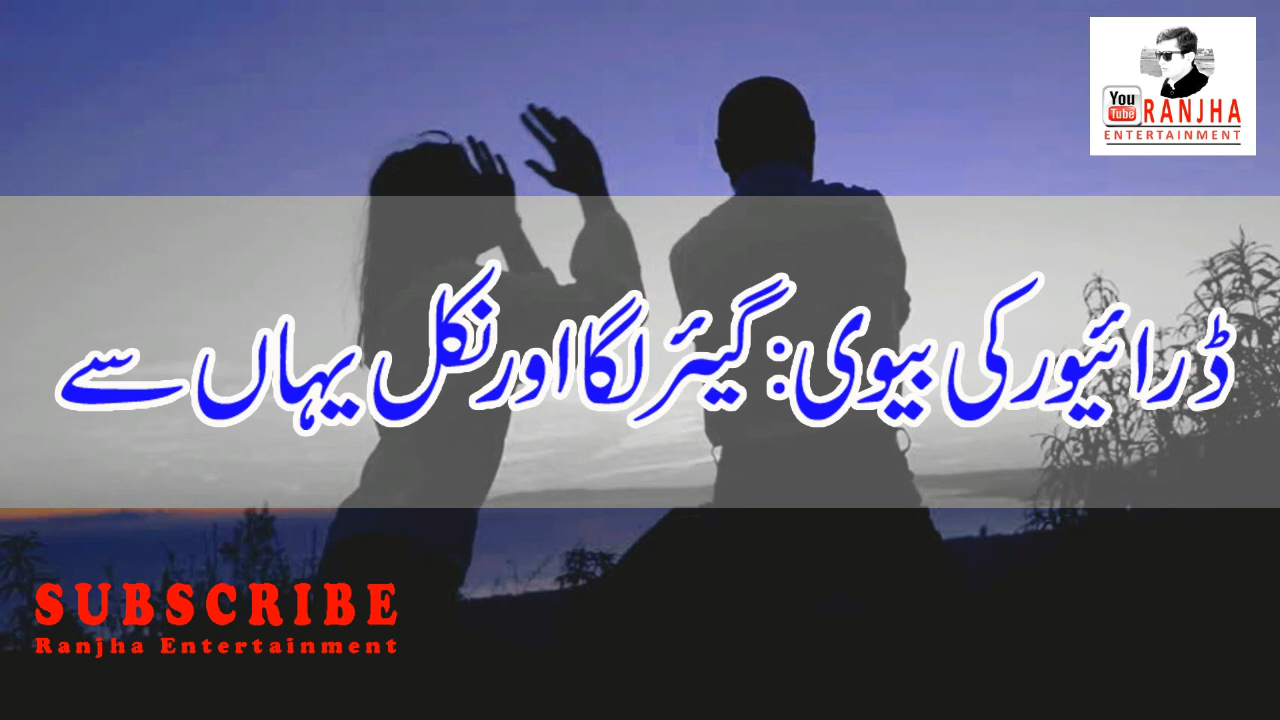 You
Tube
RANJHA
ENTERTAINMENT
ڈرائیور کی بیوی: گیئر لگا اور نکل یہاں سے
SUBSCRIBE
Ranjha Entertainment